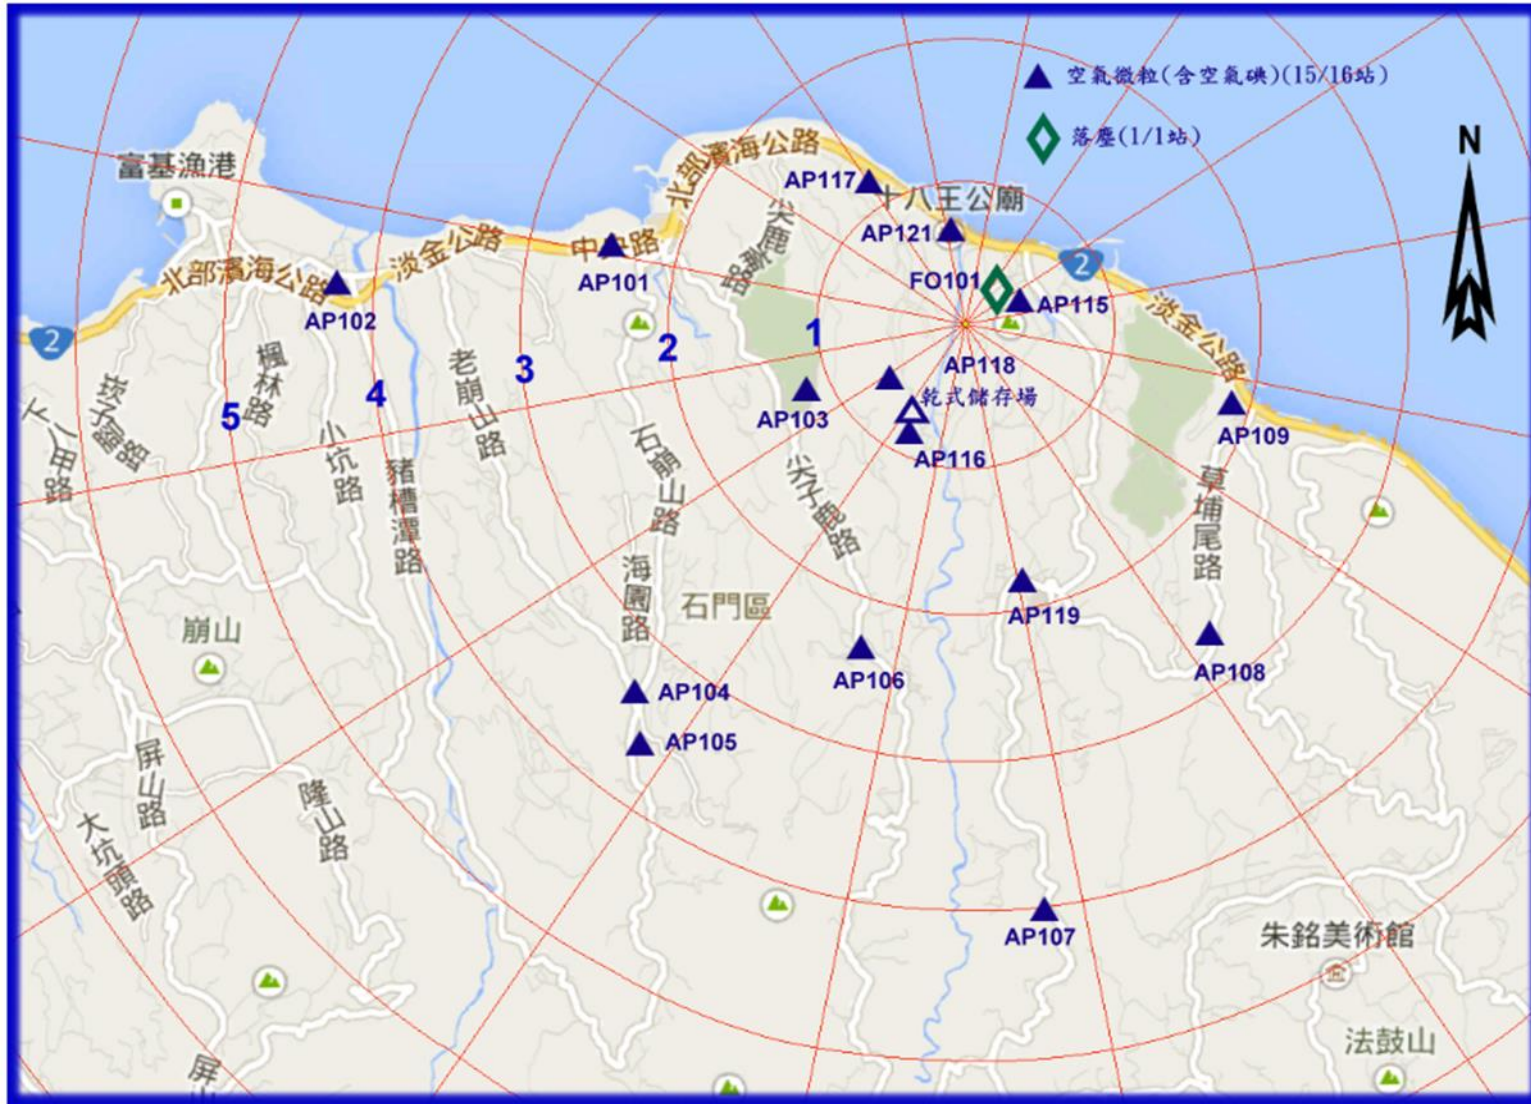 空氣微粒(含空氣碘)(15/16站)
落塵(1/1站)
N
富基漁港
北部濱海公路
AP117
十八王公廟
AP121
尖鹿路
淡金公路
中央路
AP101
2
FO101
AP115
北部濱海公路
AP102
2
淡金公路
1
2
3
4
5
AP118
乾式儲存場
AP103
AP116
AP109
楓林路
老崩山路
小坑路
豬槽潭路
石崩山路
尖子鹿路
草埔尾路
海園路
石門區
AP119
崩山
AP106
AP108
AP104
AP105
屏山路
隆山路
大坑頭路
AP107
朱銘美術館
法鼓山
屏山